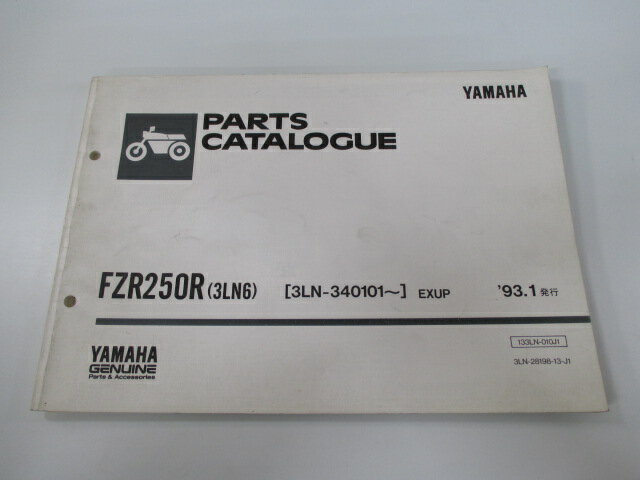 YAMAHA
PARTS
CATALOGUE
FZR250R (3LN6) [3LN-340101~] EXUP '93.1 発行
133LN-010J1
3LN-28198-13-J1
YAMAHA
GENUINE
Parts & Accessories